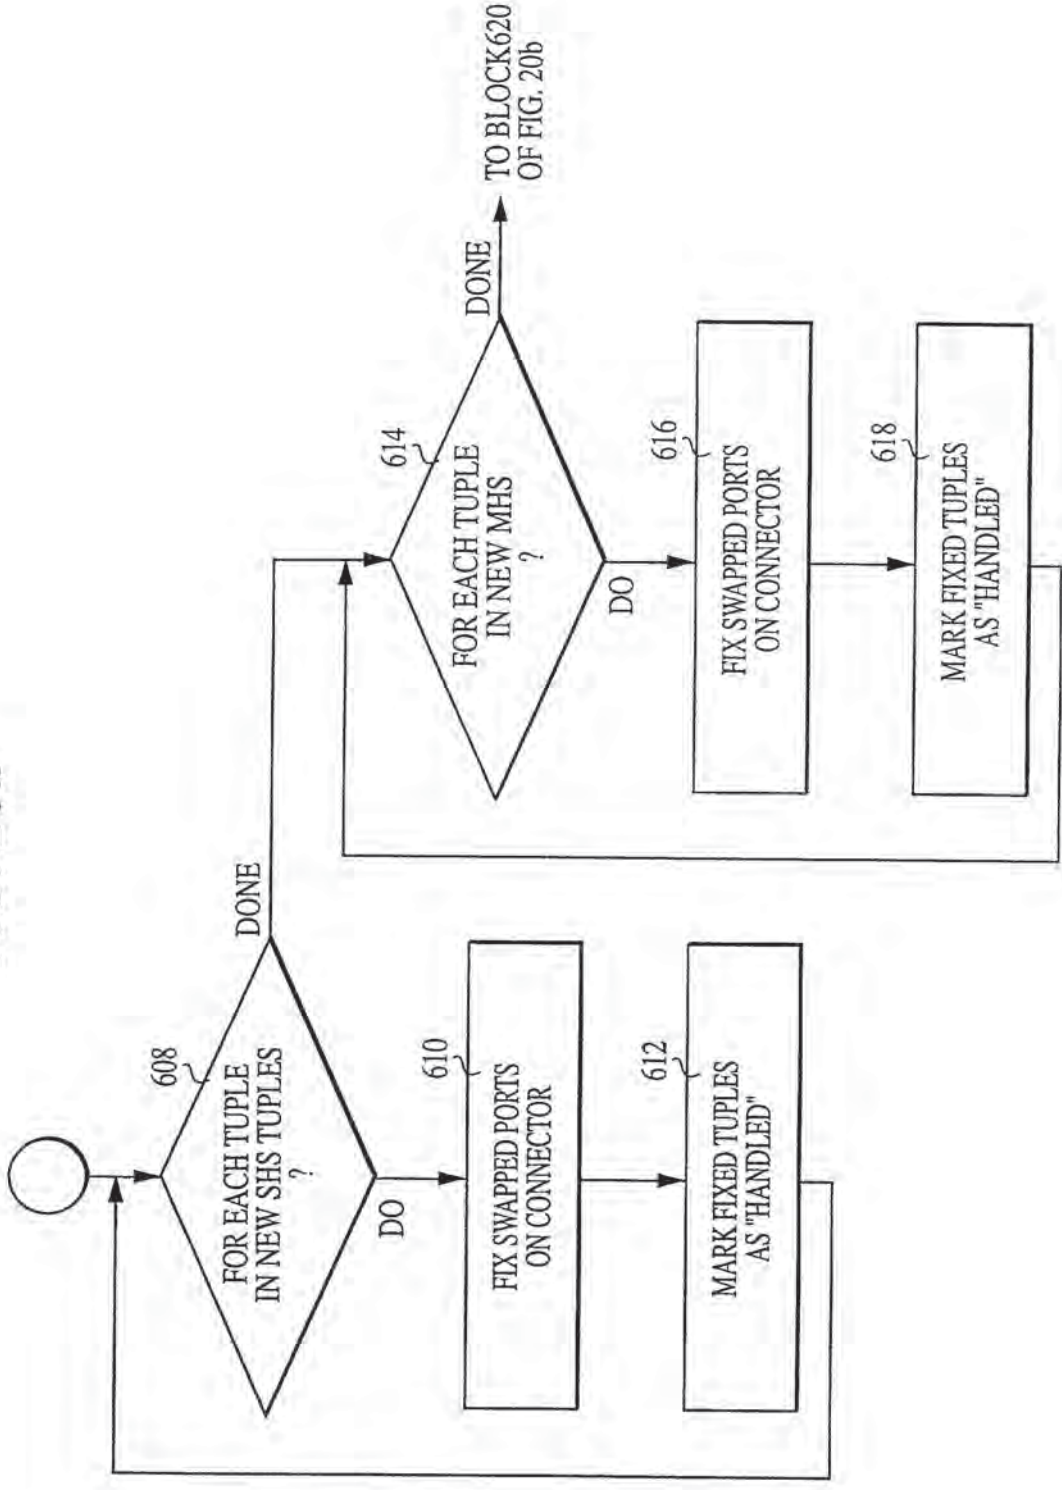 608
FOR EACH TUPLE
IN NEW SHS TUPLES
?
DONE
DO
610
FIX SWAPPED PORTS
ON CONNECTOR
612
MARK FIXED TUPLES
AS "HANDLED"
614
FOR EACH TUPLE
IN NEW MHS
?
DONE
TO BLOCK620
OF FIG. 20b
DO
616
FIX SWAPPED PORTS
ON CONNECTOR
618
MARK FIXED TUPLES
AS "HANDLED"